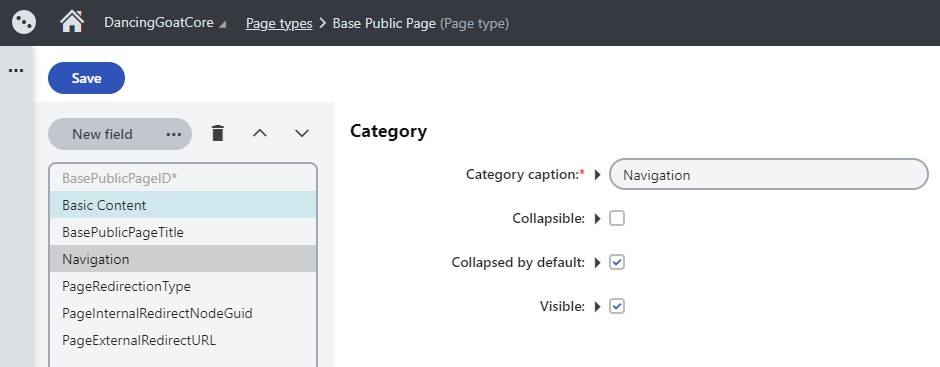 DancingGoatCore Page types > Base Public Page (Page type)
...
Save
New field ...
Category
BasePublicPageID*
Category caption:* Navigation
Basic Content
Collapsible:
BasePublicPageTitle
Navigation
Collapsed by default:
PageRedirectionType
Visible:
PageInternalRedirectNodeGuid
PageExternalRedirectURL